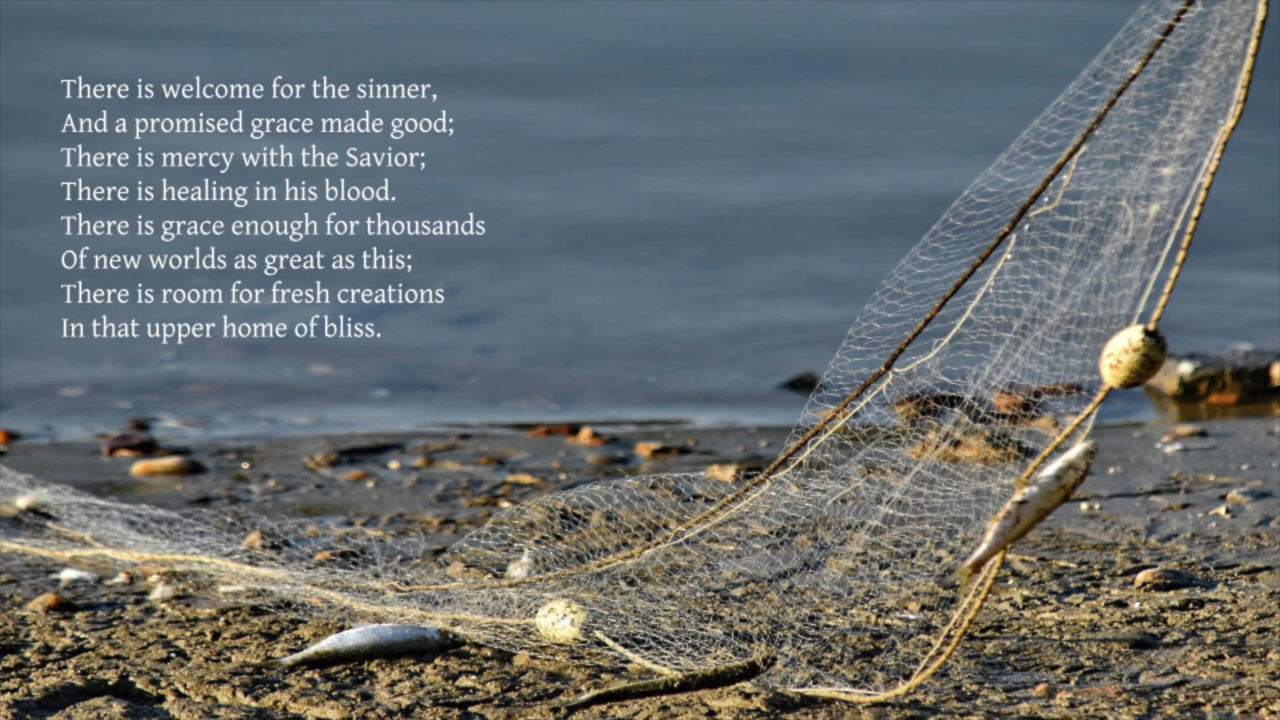 There is welcome for the sinner,
And a promised grace made good;
There is mercy with the Savior;
There is healing in his blood.
There is grace enough for thousands
Of new worlds as great as this;
There is room for fresh creations
In that upper home of bliss.